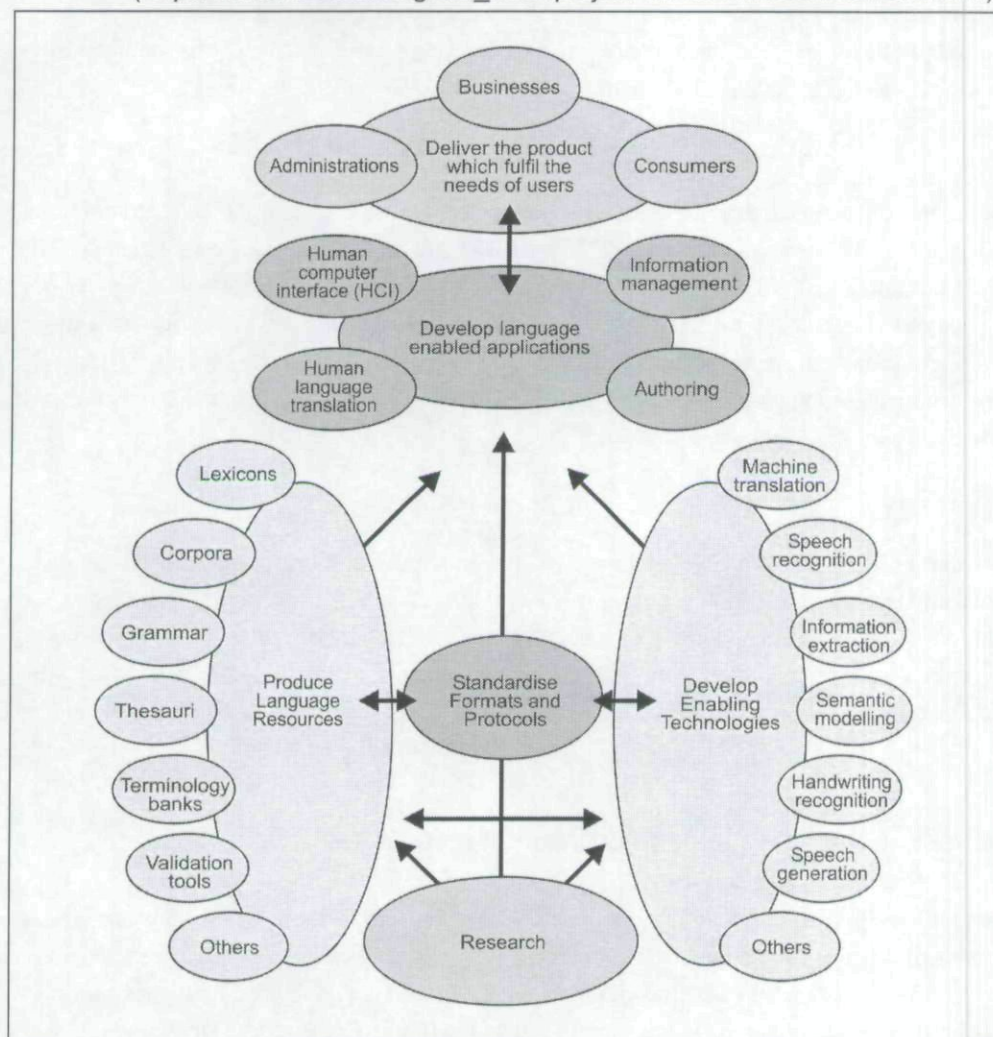 Businesses
Deliver the product
which fulfil the
needs of users
Administrations
Consumers
Human
computer
interface (HCI)
Information
management
Develop language
enabled applications
Human
language
translation
Authoring
Lexicons
Corpora
Grammar
Thesauri
Terminology
banks
Validation
tools
Others
Produce
Language
Resources
Standardise
Formats and
Protocols
Develop
Enabling
Technologies
Machine
translation
Speech
recognition
Information
extraction
Semantic
modelling
Handwriting
recognition
Speech
generation
Others
Research